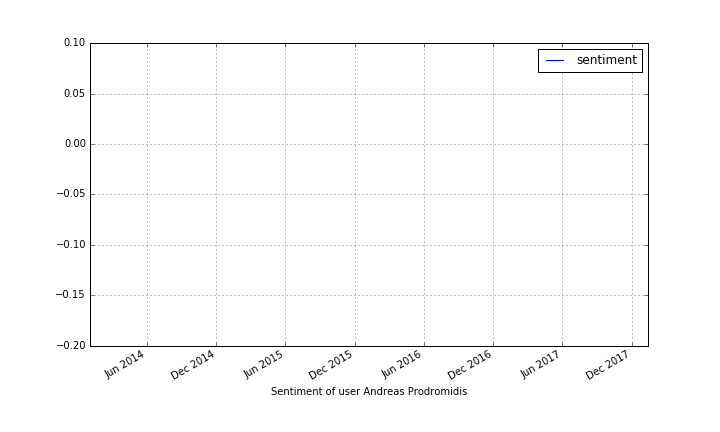 0.10
sentiment
0.05
0.00
−0.05
−0.10
−0.15
−0.20
Jun 2014
Dec 2014
Jun 2015
Dec 2015
Jun 2016
Dec 2016
Jun 2017
Dec 2017
Sentiment of user Andreas Prodromidis